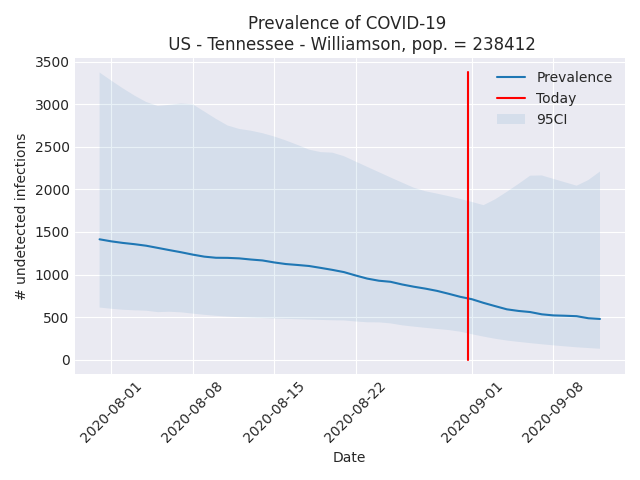 Prevalence of COVID-19
US - Tennessee - Williamson, pop. = 238412
3500
3000
2500
2000
1500
1000
500
0
# undetected infections
Prevalence
Today
95CI
2020-08-01
2020-08-08
2020-08-15
2020-08-22
2020-09-01
2020-09-08
Date